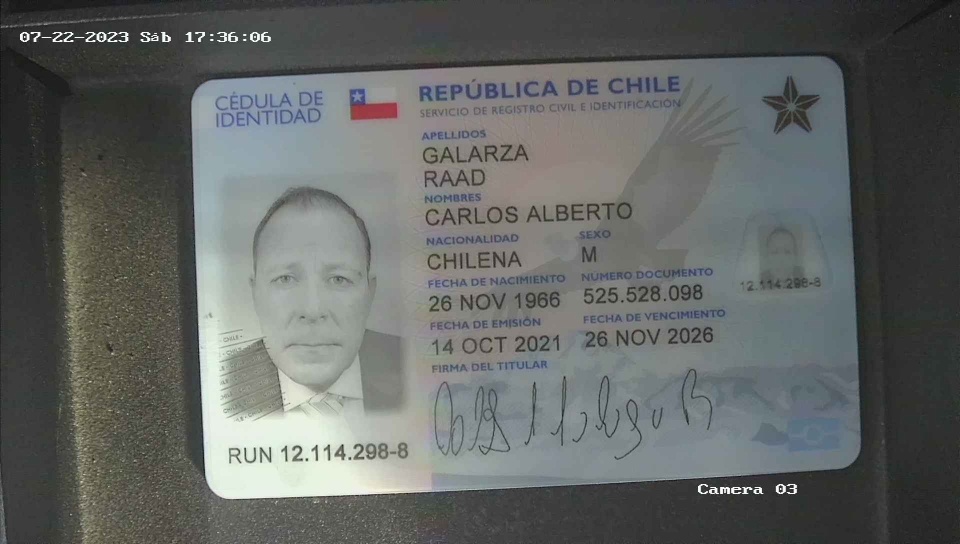 07-22-2023 Sáb 17:36:06
CÉDULA DE
IDENTIDAD
REPÚBLICA DE CHILE
SERVICIO DE REGISTRO CIVIL E IDENTIFICACIÓN
APELLIDOS
GALARZA
RAAD
NOMBRES
CARLOS ALBERTO
NACIONALIDAD SEXO
CHILENA M
FECHA DE NACIMIENTO NÚMERO DOCUMENTO
26 NOV 1966 525.528.098
12.114.298-8
FECHA DE EMISIÓN FECHA DE VENCIMIENTO
14 OCT 2021 26 NOV 2026
FIRMA DEL TITULAR
RUN 12.114.298-8
Camera 03